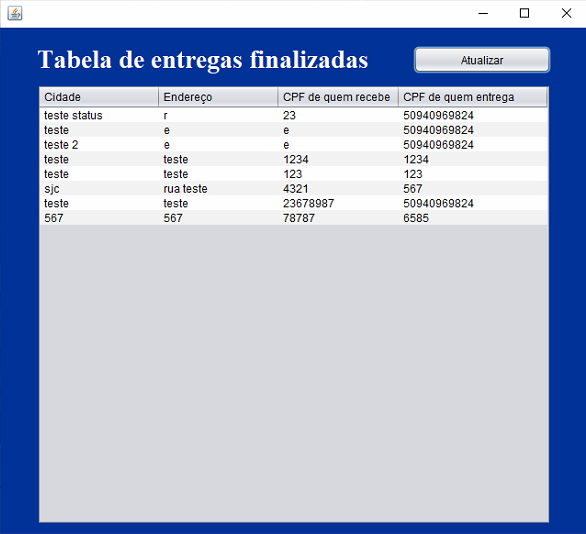 Tabela de entregas finalizadas
Atualizar
Cidade Endereço CPF de quem recebe CPF de quem entrega
teste status r 23 50940969824
teste e e 50940969824
teste 2 e e 50940969824
teste teste 1234 1234
teste teste 123 123
sjc rua teste 4321 567
teste teste 23678987 50940969824
567 567 78787 6585